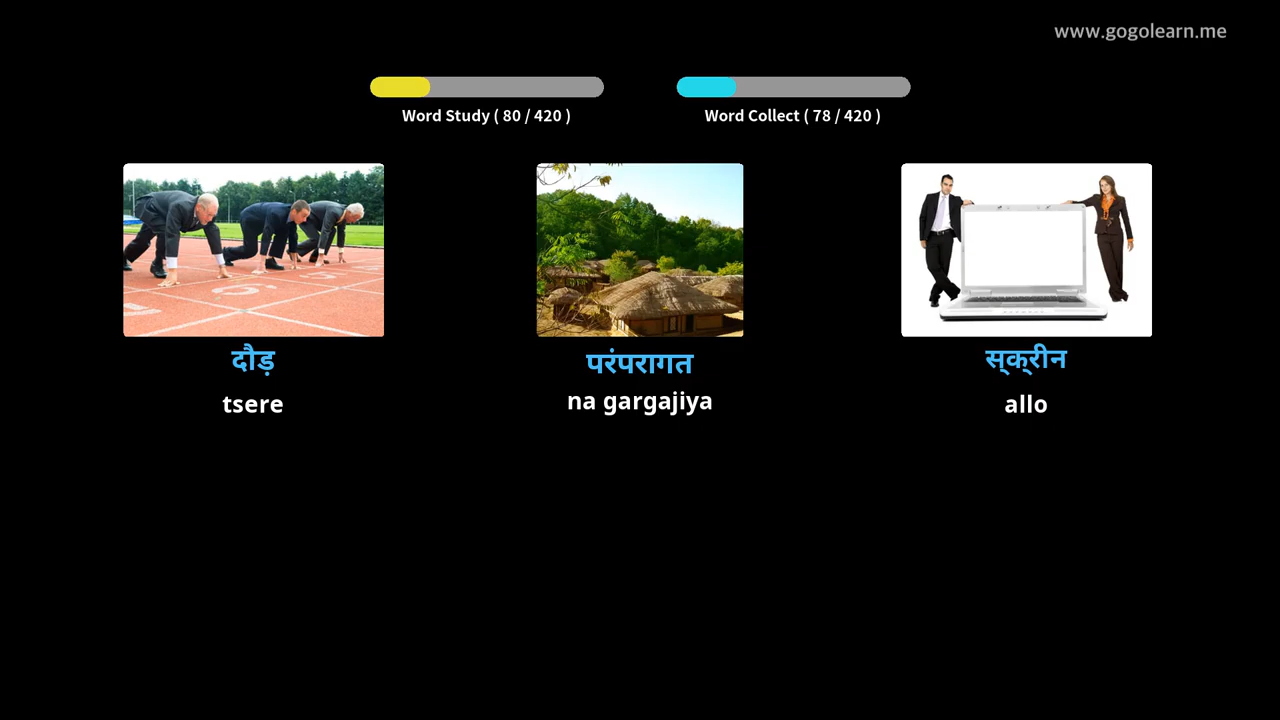 www.gogolearn.me
Word Study ( 80 / 420 )
Word Collect ( 78 / 420 )
दौड़
परंपरागत
स्क्रीन
tsere
na gargajiya
allo